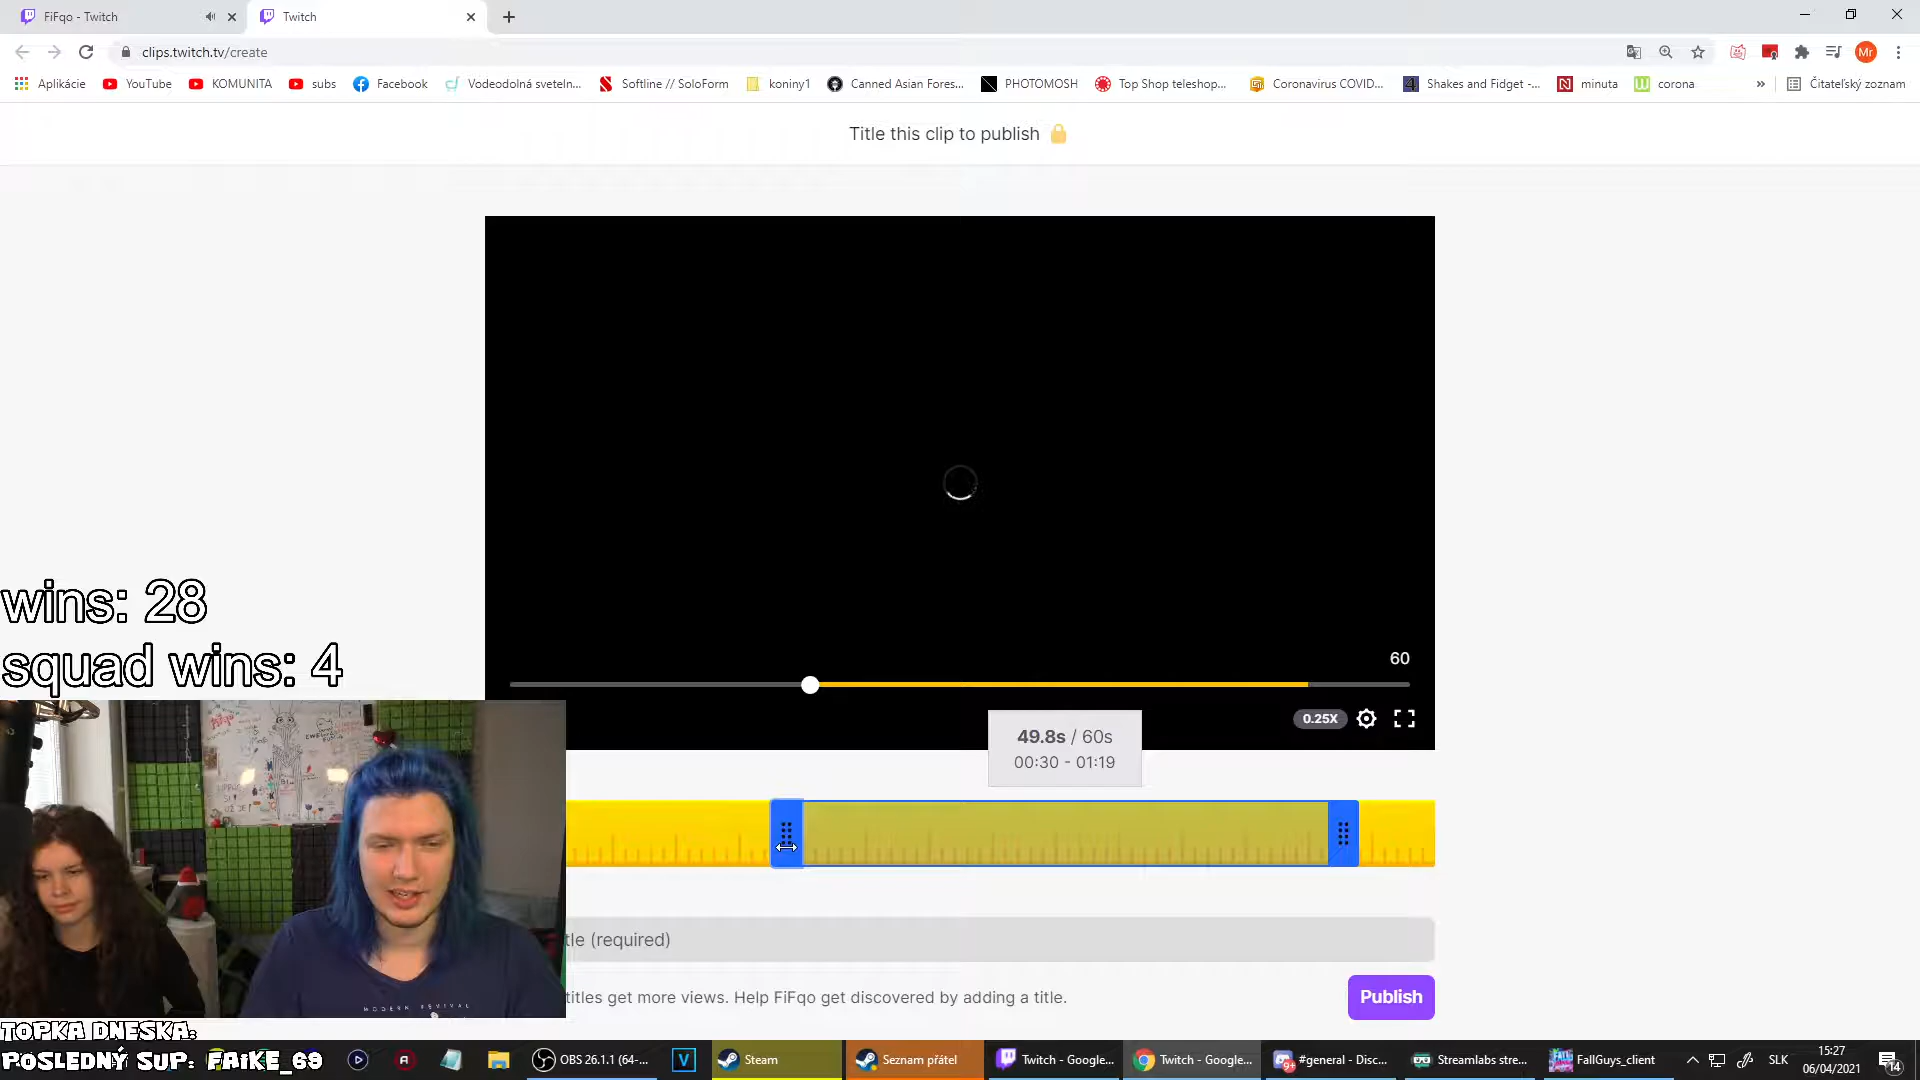 FiFqo - Twitch
Twitch
clips.twitch.tv/create
Mr
Aplikácie
YouTube
KOMUNITA
subs
Facebook
Vodeodolná sveteln...
Softline // SoloForm
koniny1
Canned Asian Fores...
PHOTOMOSH
Top Shop teleshop...
Coronavirus COVID...
Shakes and Fidget -...
minuta
corona
»
Čitateľský zoznam
Title this clip to publish
60
0.25X
49.8s / 60s
00:30 - 01:19
wins: 28
squad wins: 4
tle (required)
titles get more views. Help FiFqo get discovered by adding a title.
Publish
MODERN REVIVAL
TOPKA DNESKA:
POSLEDNÝ SUP: FAIKE_69
OBS 26.1.1 (64-...
Steam
Seznam přátel
Twitch - Google...
Twitch - Google...
#general - Disc...
Streamlabs stre...
FallGuys_client
SLK
15:27
06/04/2021
14